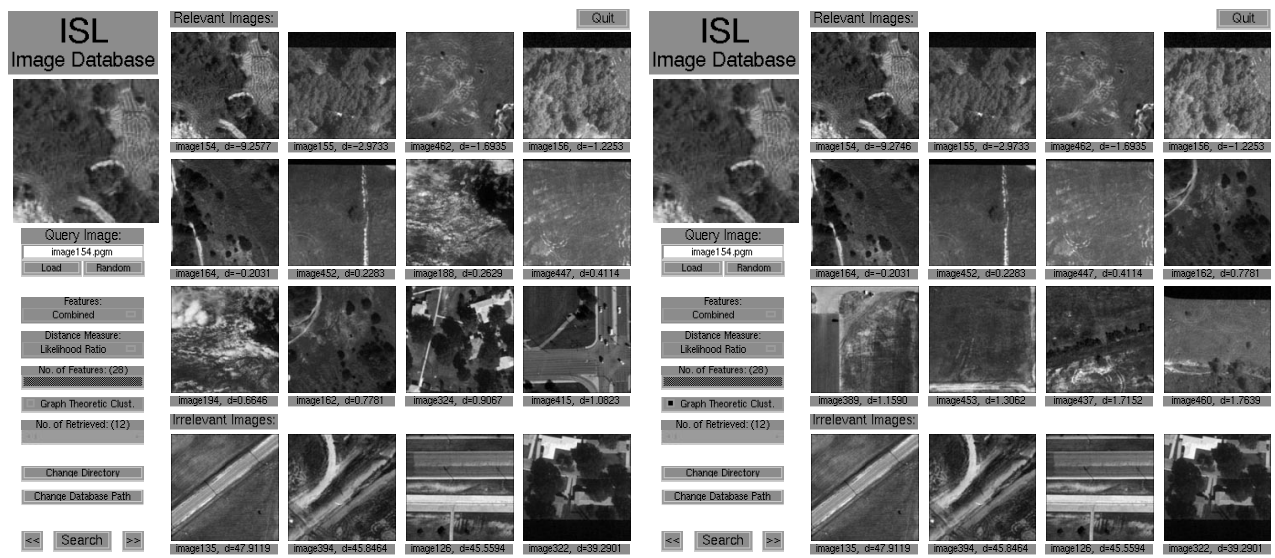 ISL
Image Database
Query Image:
image154.pgm
Load Random
Features:
Combined
Distance Measure:
Likelihood Ratio
No. of Features: (28)
Graph Theoretic Clust.
No. of Retrieved: (12)
Change Directory
Change Database Path
<< Search >>
Relevant Images:
Quit
image154, d=-9.2577 image155, d=-2.9733 image462, d=-1.6935 image156, d=-1.2253
image164, d=-0.2031 image452, d=0.2283 image188, d=0.2629 image447, d=0.4114
image194, d=0.6646 image162, d=0.7781 image324, d=0.9067 image415, d=1.0823
Irrelevant Images:
image135, d=47.9119 image394, d=45.8464 image126, d=45.5594 image322, d=39.2901
ISL
Image Database
Query Image:
image154.pgm
Load Random
Features:
Combined
Distance Measure:
Likelihood Ratio
No. of Features: (28)
Graph Theoretic Clust.
No. of Retrieved: (12)
Change Directory
Change Database Path
<< Search >>
Relevant Images:
Quit
image154, d=-9.2746 image155, d=-2.9733 image462, d=-1.6935 image156, d=-1.2253
image164, d=-0.2031 image452, d=0.2283 image447, d=0.4114 image162, d=0.7781
image389, d=1.1590 image453, d=1.3062 image437, d=1.7152 image460, d=1.7639
Irrelevant Images:
image135, d=47.9119 image394, d=45.8464 image126, d=45.5594 image322, d=39.2901